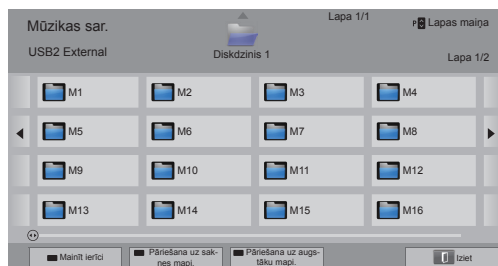 Mūzikas sar.
Lapa 1/1
P Lapas maiņa
USB2 External
Diskdzinis 1
Lapa 1/2
M1
M2
M3
M4
M5
M6
M7
M8
M9
M10
M11
M12
M13
M14
M15
M16
Mainīt ierīci
Pāriešana uz sak-
nes mapi.
Pāriešana uz augs-
tāku mapi.
Iziet